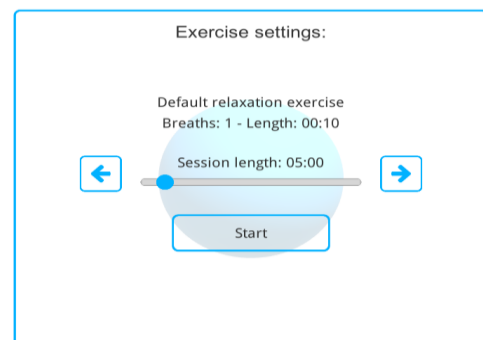 Exercise settings:
Default relaxation exercise
Breaths: 1 - Length: 00:10
Session length: 05:00
Start